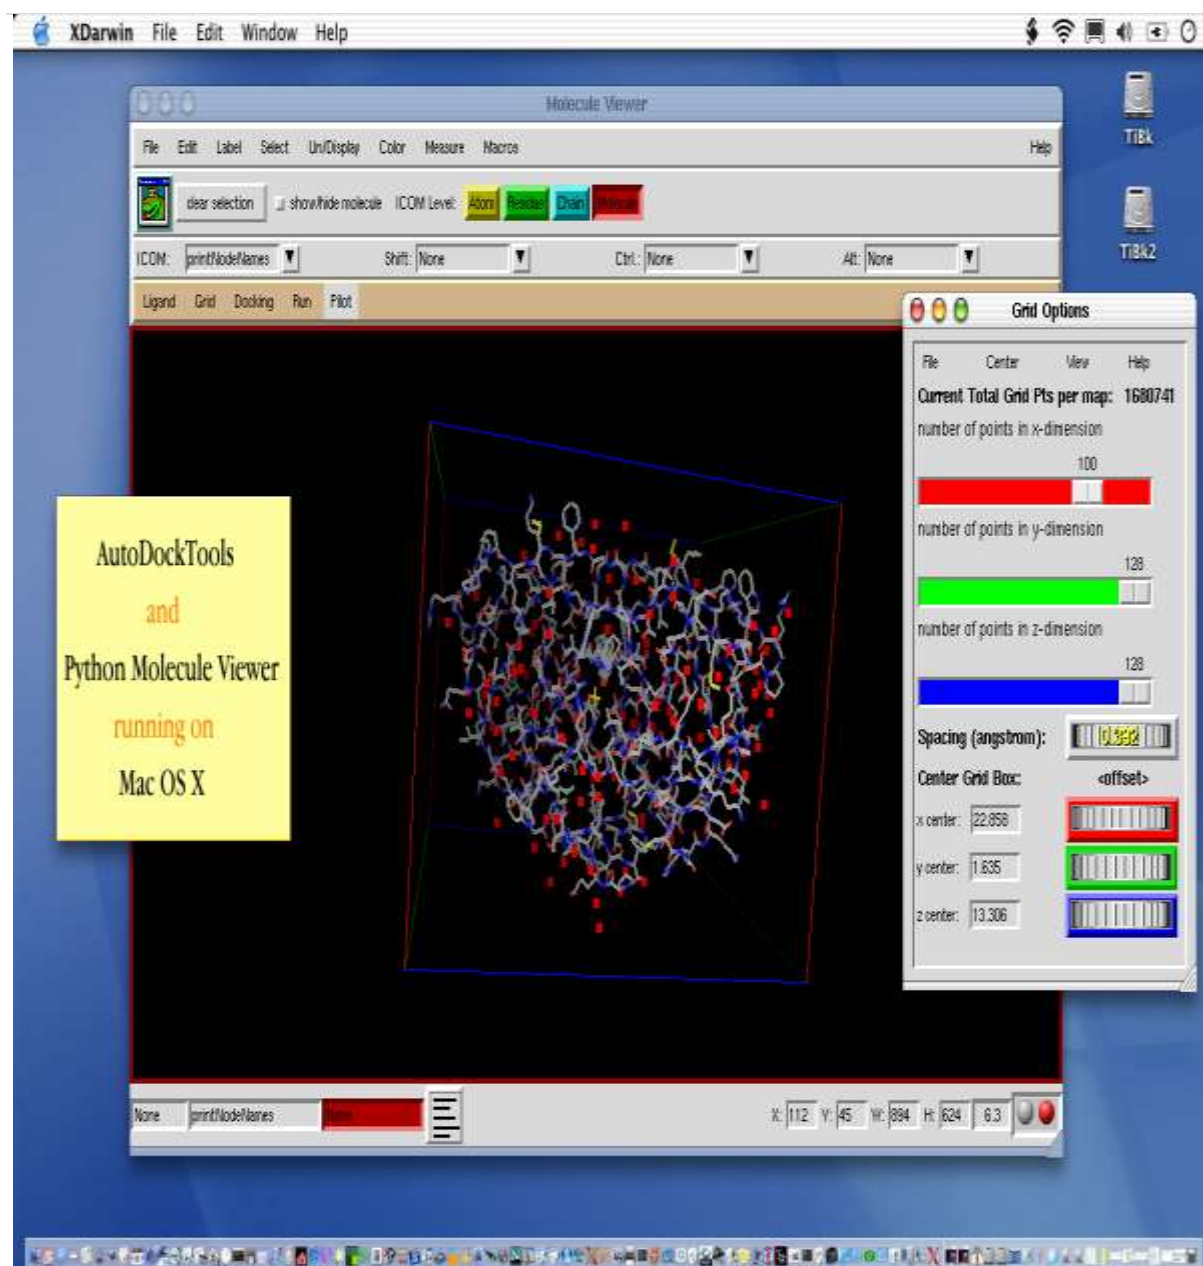 XDarwin File Edit Window Help
TiBk
TiBk2
Molecule Viewer
File Edit Label Select Un/Display Color Measure Macros Help
clear selection show/hide molecule ICOM Level: Atom Residue Chain Molecule
ICOM: printNodeNames Shift: None Ctrl.: None Alt: None
Ligand Grid Docking Run Pilot
AutoDockTools
and
Python Molecule Viewer
running on
Mac OS X
Grid Options
File Center View Help
Current Total Grid Pts per map: 1680741
number of points in x-dimension
100
number of points in y-dimension
128
number of points in z-dimension
128
Spacing (angstrom): 0.392
Center Grid Box: <offset>
x center: 22.858
y center: 1.635
z center: 13.306
None printNodeNames None X: 112 Y: 45 W: 894 H: 624 6.3